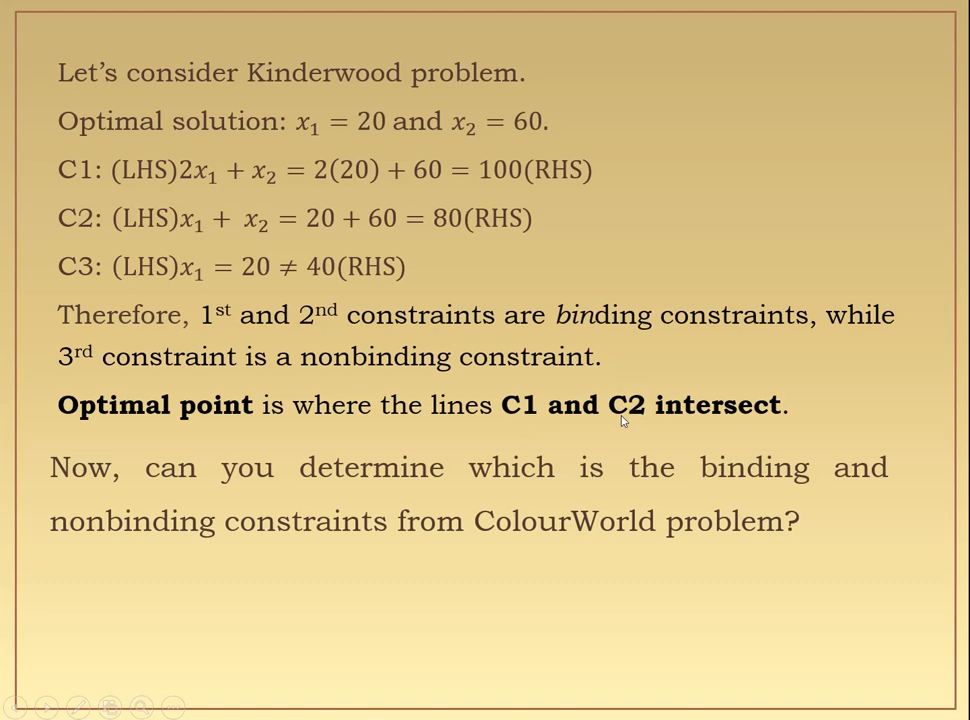 Let's consider Kinderwood problem.
Optimal solution: x₁ = 20 and x₂ = 60.
C1: (LHS)2x₁ + x₂ = 2(20) + 60 = 100(RHS)
C2: (LHS)x₁ + x₂ = 20 + 60 = 80(RHS)
C3: (LHS)x₁ = 20 ≠ 40(RHS)
Therefore, 1st and 2nd constraints are binding constraints, while
3rd constraint is a nonbinding constraint.
Optimal point is where the lines C1 and C2 intersect.
Now, can you determine which is the binding and
nonbinding constraints from ColourWorld problem?